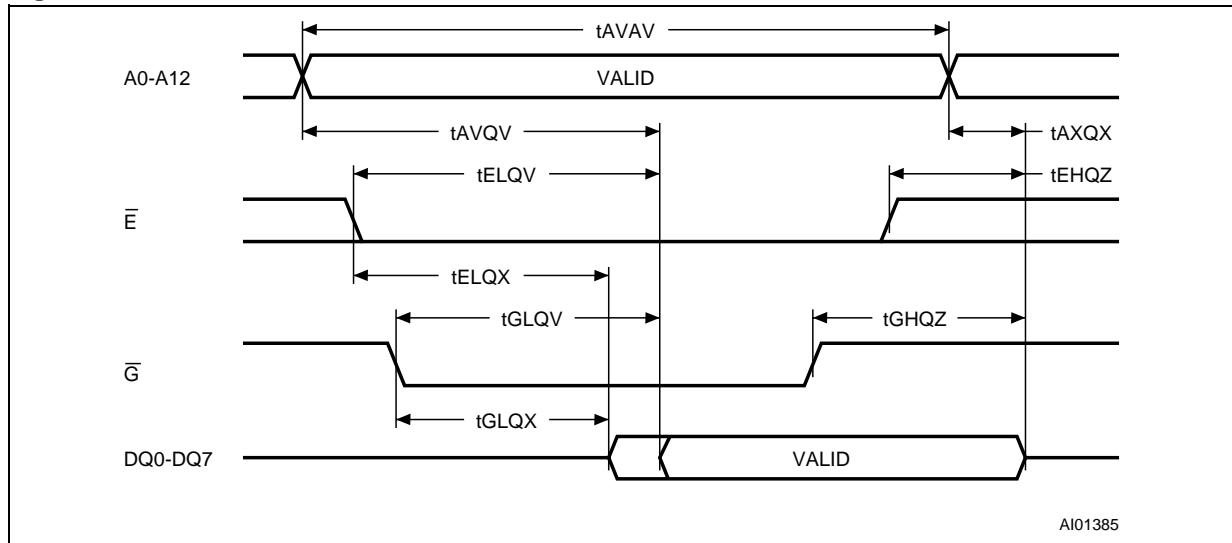 tAVAV
A0-A12
VALID
tAVQV
tAXQX
tELQV
tEHQZ
E̅
tELQX
tGLQV
tGHQZ
G̅
tGLQX
DQ0-DQ7
VALID
AI01385